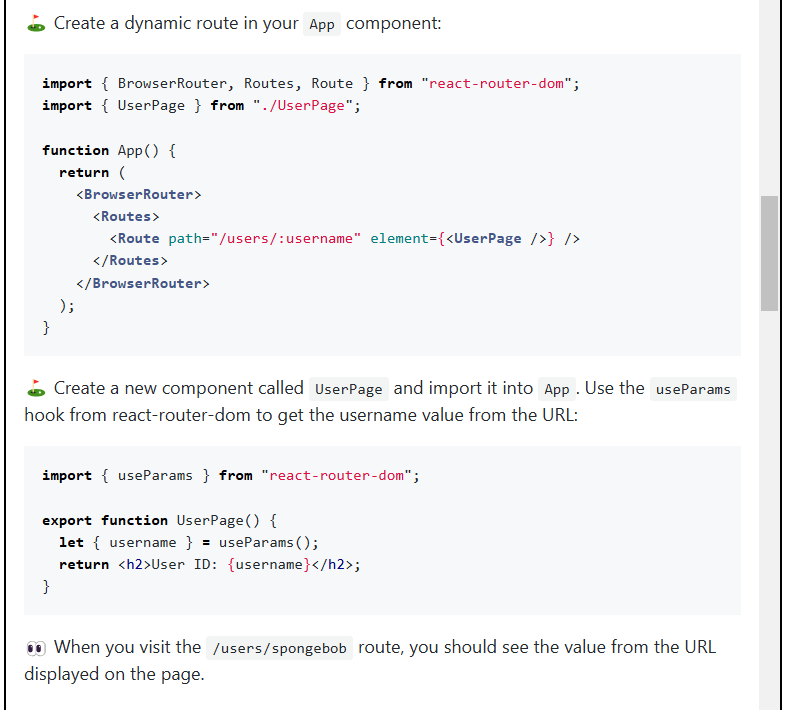 ⛳ Create a dynamic route in your App component:
import { BrowserRouter, Routes, Route } from "react-router-dom";
import { UserPage } from "./UserPage";
function App() {
  return (
    <BrowserRouter>
      <Routes>
        <Route path="/users/:username" element={<UserPage />} />
      </Routes>
    </BrowserRouter>
  );
}
⛳ Create a new component called UserPage and import it into App . Use the useParams
hook from react-router-dom to get the username value from the URL:
import { useParams } from "react-router-dom";
export function UserPage() {
  let { username } = useParams();
  return <h2>User ID: {username}</h2>;
}
👀 When you visit the /users/spongebob route, you should see the value from the URL
displayed on the page.